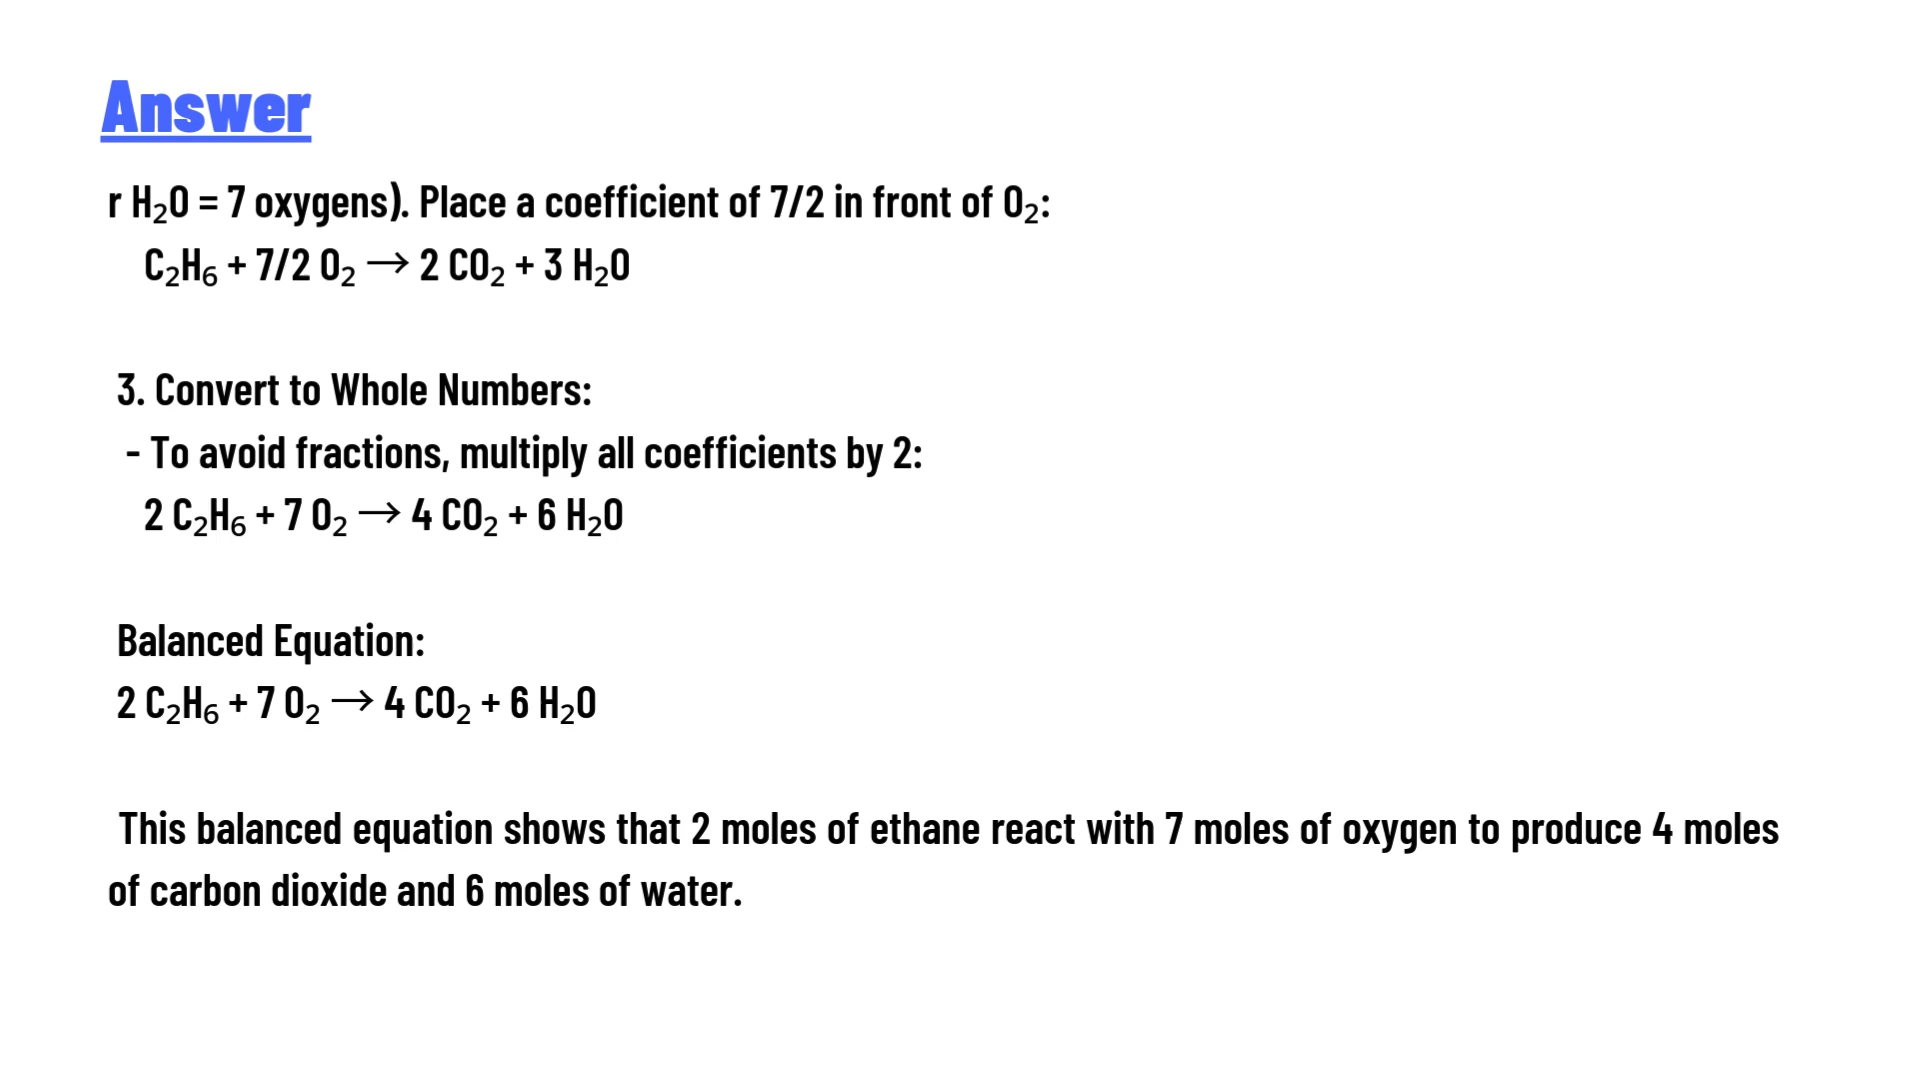 Answer
r H₂O = 7 oxygens). Place a coefficient of 7/2 in front of O₂:
C₂H₆ + 7/2 O₂ → 2 CO₂ + 3 H₂O
3. Convert to Whole Numbers:
- To avoid fractions, multiply all coefficients by 2:
2 C₂H₆ + 7 O₂ → 4 CO₂ + 6 H₂O
Balanced Equation:
2 C₂H₆ + 7 O₂ → 4 CO₂ + 6 H₂O
This balanced equation shows that 2 moles of ethane react with 7 moles of oxygen to produce 4 moles
of carbon dioxide and 6 moles of water.